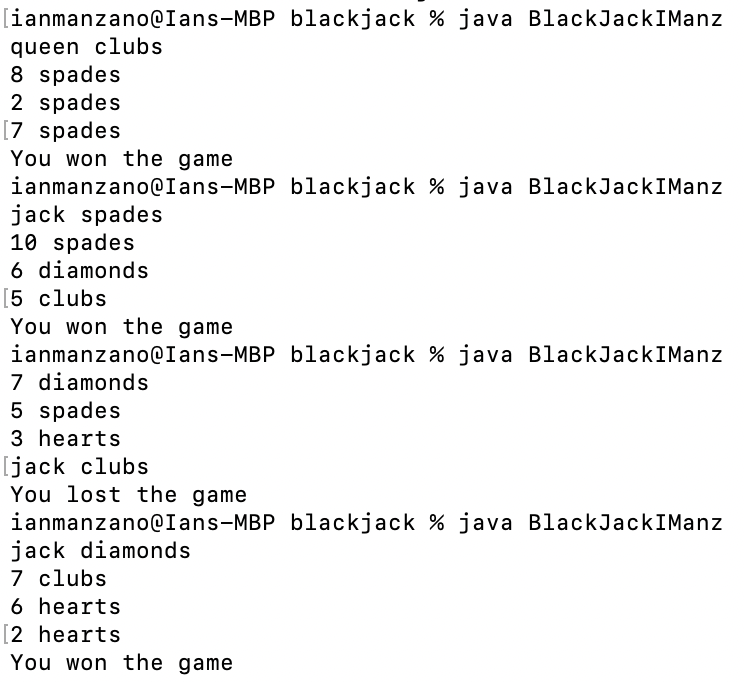 [ianmanzano@Ians-MBP blackjack % java BlackJackIManz
queen clubs
8 spades
2 spades
[7 spades
You won the game
ianmanzano@Ians-MBP blackjack % java BlackJackIManz
jack spades
10 spades
6 diamonds
[5 clubs
You won the game
ianmanzano@Ians-MBP blackjack % java BlackJackIManz
7 diamonds
5 spades
3 hearts
[jack clubs
You lost the game
ianmanzano@Ians-MBP blackjack % java BlackJackIManz
jack diamonds
7 clubs
6 hearts
[2 hearts
You won the game